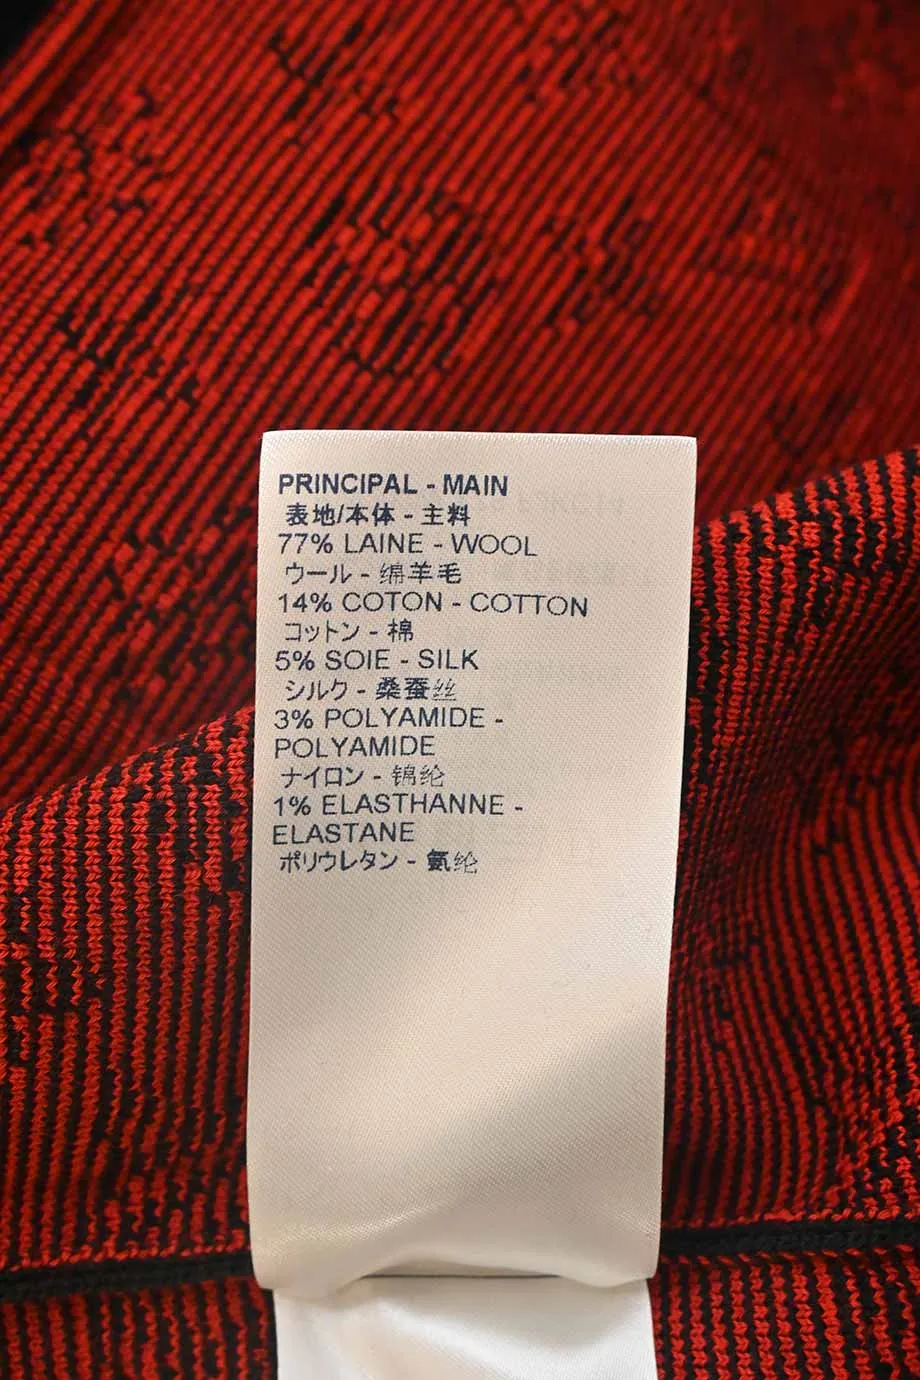 PRINCIPAL - MAIN
表地/本体 - 主料
77% LAINE - WOOL
ウール - 绵羊毛
14% COTON - COTTON
コットン - 棉
5% SOIE - SILK
シルク - 桑蚕丝
3% POLYAMIDE -
POLYAMIDE
ナイロン - 锦纶
1% ELASTHANNE -
ELASTANE
ポリウレタン - 氨纶